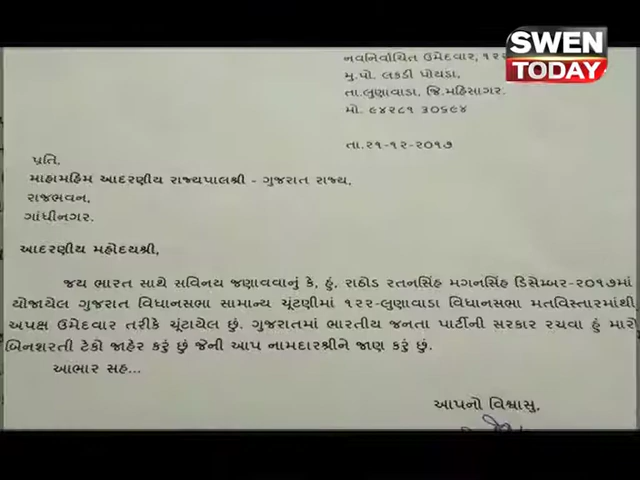 SWEN
TODAY
નવનિર્વાચિત ઉમેદવાર, ૧૨૨
મુ.પો. લકડી પોયડા,
તા.લુણાવાડા, જિ.મહિસાગર.
મો. ૯૪૨૮૧ ૩૦૬૯૪
તા.૨૧-૧૨-૨૦૧૭
પ્રતિ,
માહામહિમ આદરણીય રાજ્યપાલશ્રી - ગુજરાત રાજ્ય,
રાજભવન,
ગાંધીનગર.
આદરણીય મહોદયશ્રી,
જય ભારત સાથે સવિનય જણાવવાનું કે, હું, રાઠોડ રતનસિંહ મગનસિંહ ડિસેમ્બર-૨૦૧૭માં
યોજાયેલ ગુજરાત વિધાનસભા સામાન્ય ચૂંટણીમાં ૧૨૨-લુણાવાડા વિધાનસભા મતવિસ્તારમાંથી
અપક્ષ ઉમેદવાર તરીકે ચૂંટાયેલ છું. ગુજરાતમાં ભારતીય જનતા પાર્ટીની સરકાર રચવા હું મારો
બિનશરતી ટેકો જાહેર કરું છું જેની આપ નામદારશ્રીને જાણ કરું છું.
આભાર સહ...
આપનો વિશ્વાસુ,